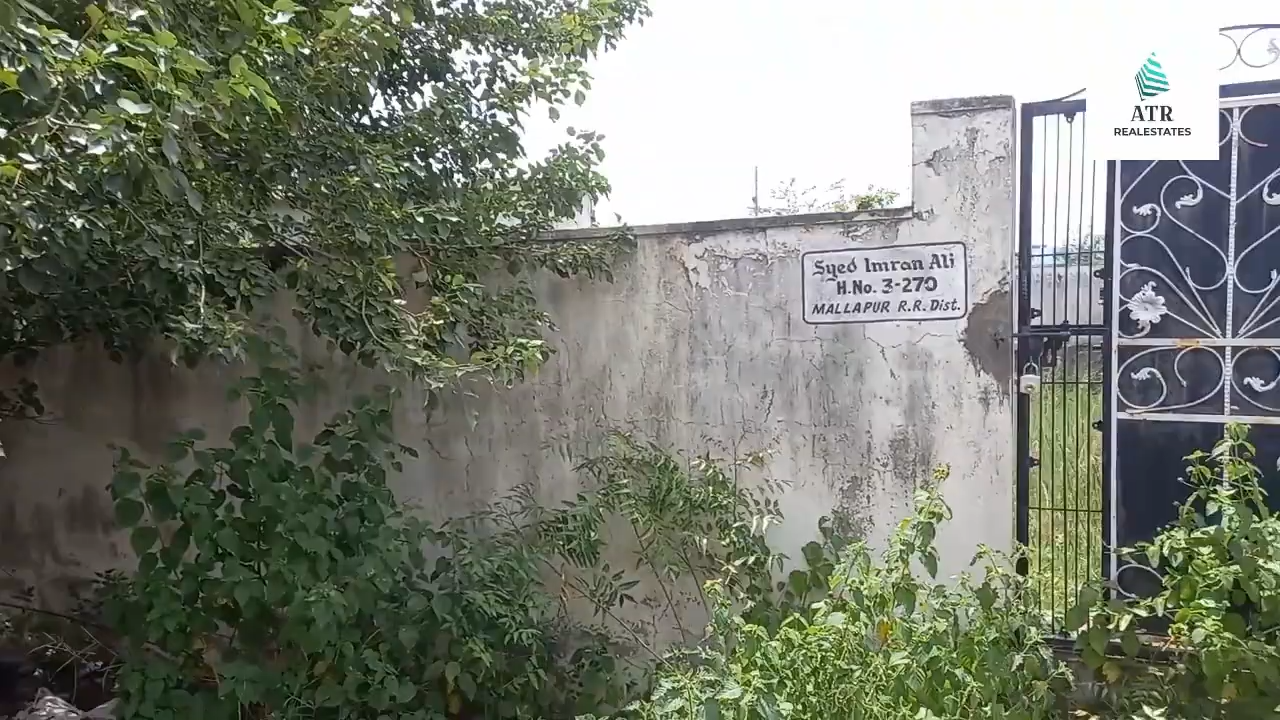 ATR
REALESTATES
Syed Imran Ali
H.No. 3-270
MALLAPUR R.R. Dist.